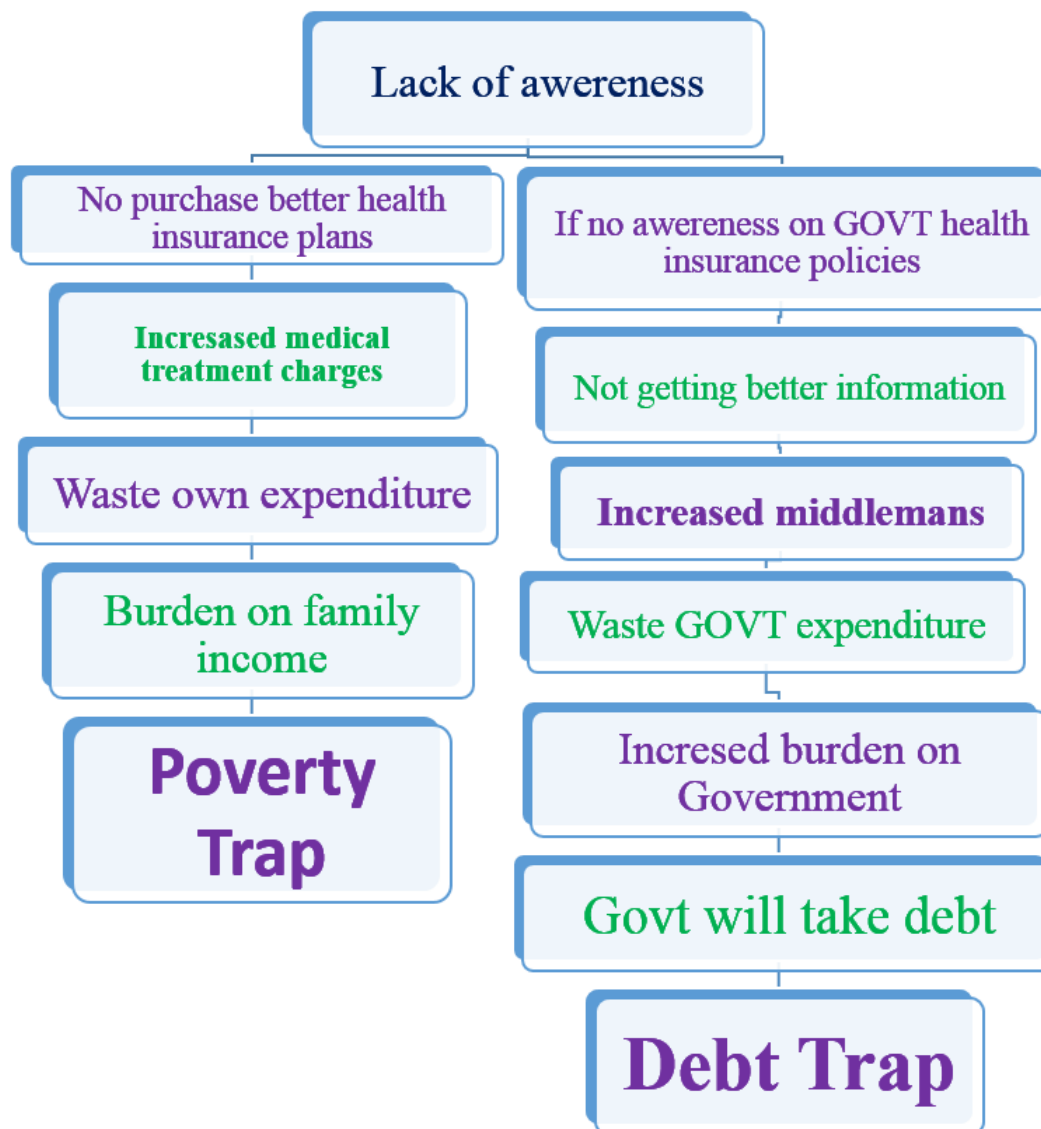 Lack of awereness
No purchase better health
insurance plans
Incresased medical
treatment charges
Waste own expenditure
Burden on family
income
Poverty
Trap
If no awereness on GOVT health
insurance policies
Not getting better information
Increased middlemans
Waste GOVT expenditure
Incresed burden on
Government
Govt will take debt
Debt Trap